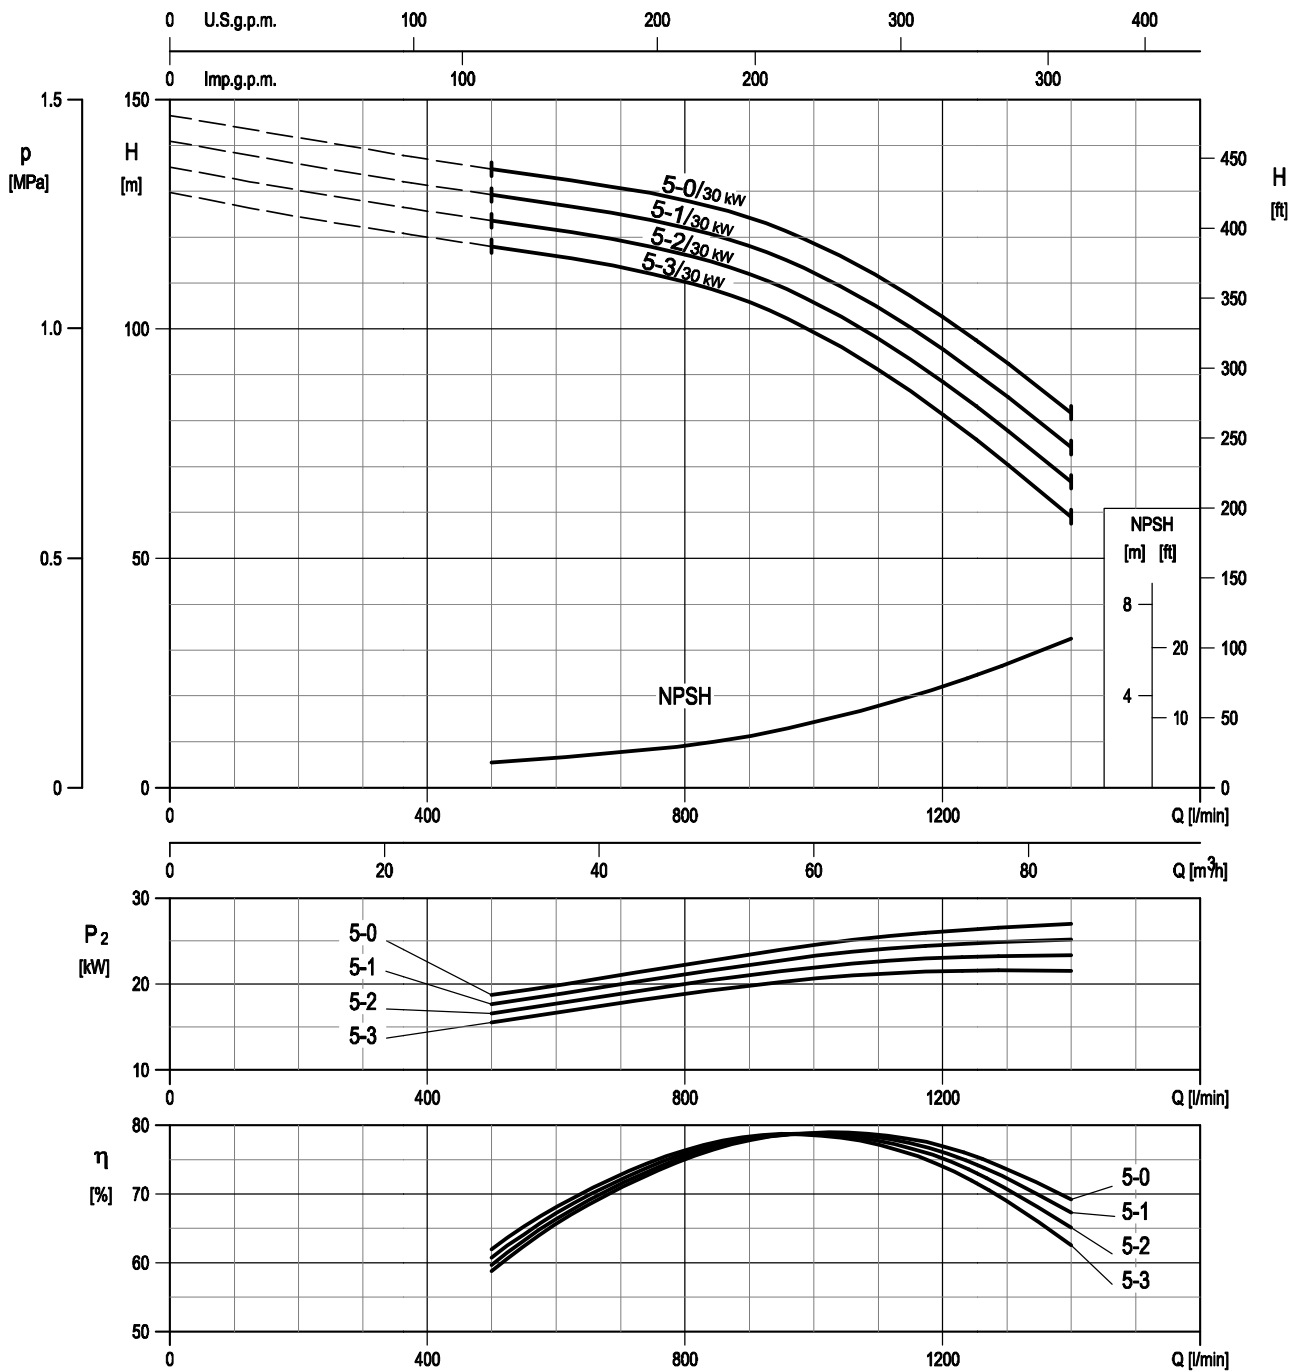 0 U.S.g.p.m. 100 200 300 400
0 Imp.g.p.m. 100 200 300
1.5 150
p H 450
[MPa] [m] H
[ft]
5-0/30 kW
5-1/30 kW
400
5-2/30 kW
5-3/30 kW
350
1.0 100
300
250
200
NPSH
[m] [ft]
0.5 50
150
8
20 100
NPSH 4
10 50
0 0 0
0 400 800 1200 Q [l/min]
0 20 40 60 80 Q [m³/h]
30
P2 5-0
[kW] 5-1
20
5-2
5-3
10
0 400 800 1200 Q [l/min]
80
η
5-0
[%] 70
5-1
5-2
60
5-3
50
0 400 800 1200 Q [l/min]